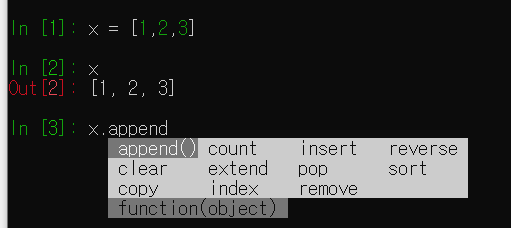 In [1]: x = [1,2,3]
In [2]: x
Out[2]: [1, 2, 3]
In [3]: x.append
append() count insert reverse
clear extend pop sort
copy index remove
function(object)